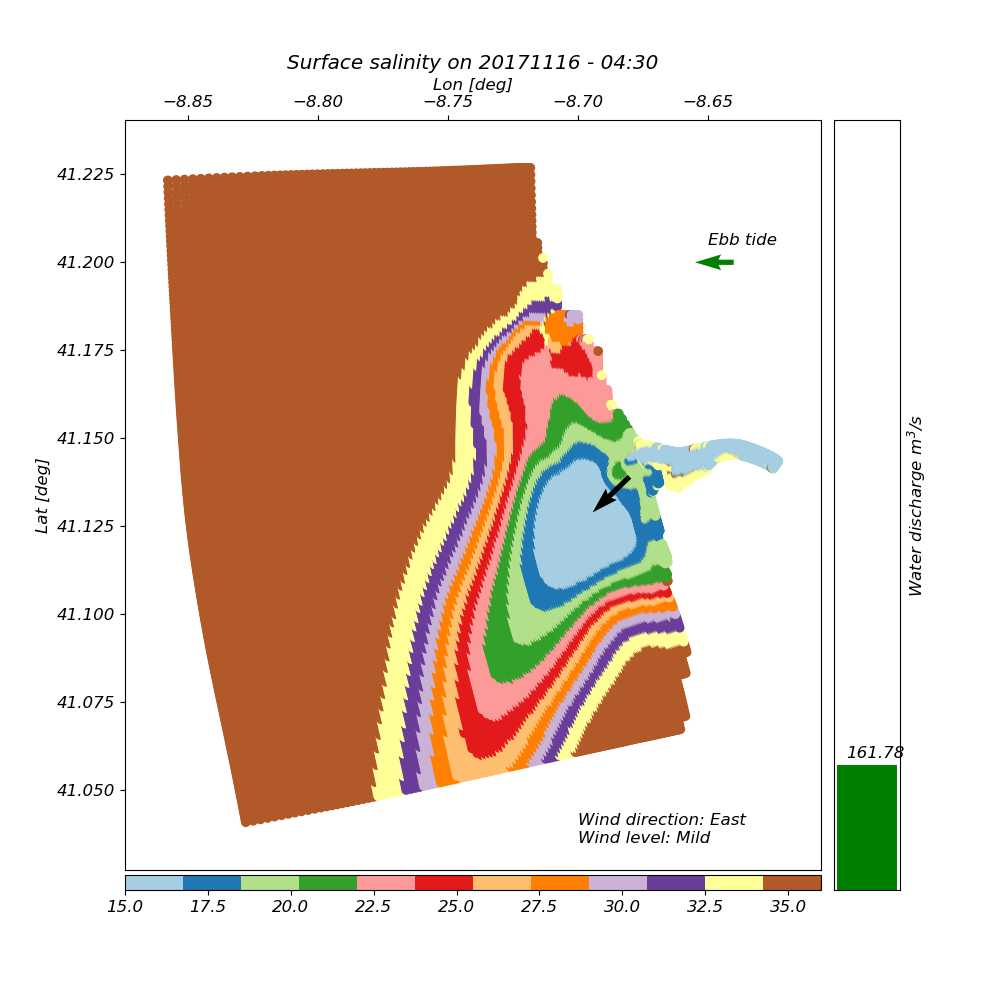 Surface salinity on 20171116 - 04:30
Lon [deg]
−8.85 −8.80 −8.75 −8.70 −8.65
41.225
Ebb tide
41.200
41.175
41.150
Lat [deg]
41.125
41.100
41.075
41.050
Water discharge m³/s
161.78
Wind direction: East
Wind level: Mild
15.0 17.5 20.0 22.5 25.0 27.5 30.0 32.5 35.0